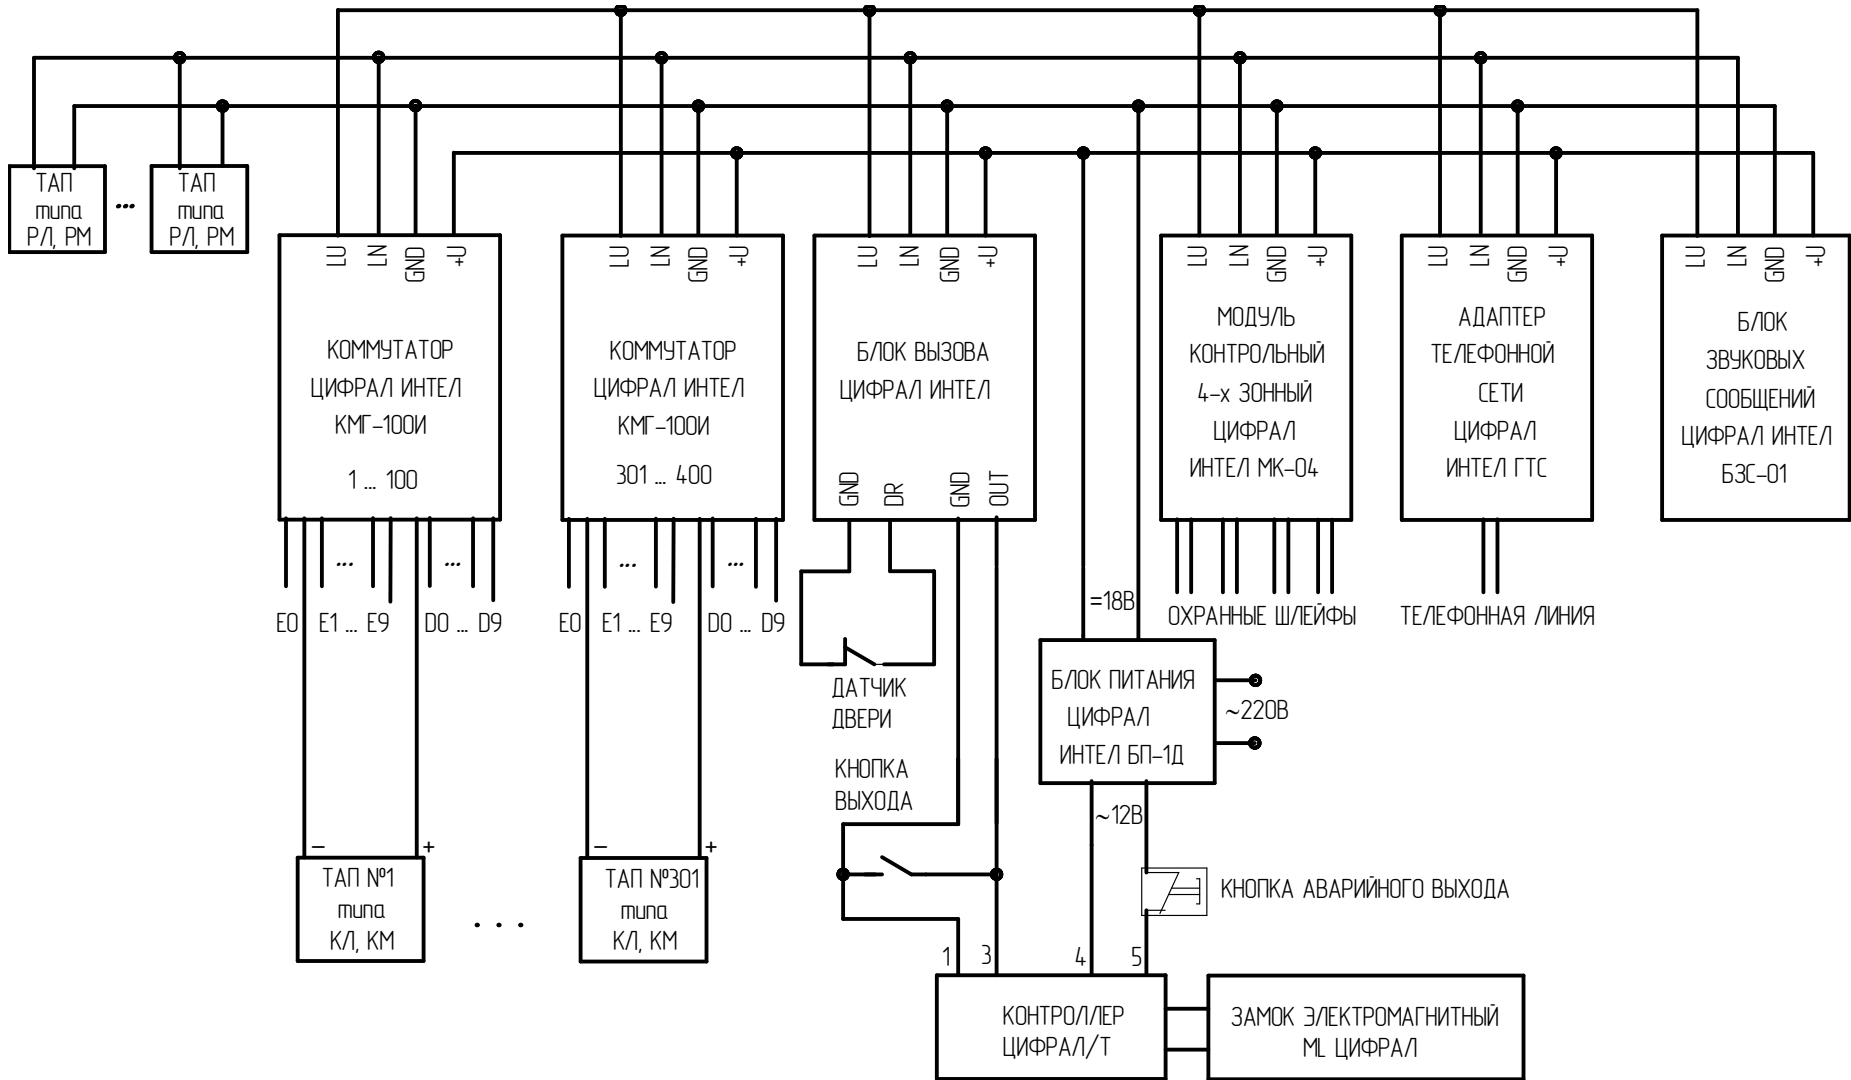 ТАП
типа
РЛ, РМ
...
ТАП
типа
РЛ, РМ
LU
LN
GND
+U
КОММУТАТОР
ЦИФРАЛ ИНТЕЛ
КМГ-100И
1 ... 100
E0
E1 ... E9
...
D0 ... D9
...
LU
LN
GND
+U
КОММУТАТОР
ЦИФРАЛ ИНТЕЛ
КМГ-100И
301 ... 400
E0
E1 ... E9
...
D0 ... D9
...
LU
LN
GND
+U
БЛОК ВЫЗОВА
ЦИФРАЛ ИНТЕЛ
GND
DR
GND
OUT
LU
LN
GND
+U
МОДУЛЬ
КОНТРОЛЬНЫЙ
4-х ЗОННЫЙ
ЦИФРАЛ
ИНТЕЛ МК-04
ОХРАННЫЕ ШЛЕЙФЫ
LU
LN
GND
+U
АДАПТЕР
ТЕЛЕФОННОЙ
СЕТИ
ЦИФРАЛ
ИНТЕЛ ГТС
ТЕЛЕФОННАЯ ЛИНИЯ
LU
LN
GND
+U
БЛОК
ЗВУКОВЫХ
СООБЩЕНИЙ
ЦИФРАЛ ИНТЕЛ
БЗС-01
ДАТЧИК
ДВЕРИ
КНОПКА
ВЫХОДА
=18В
БЛОК ПИТАНИЯ
ЦИФРАЛ
ИНТЕЛ БП-1Д
~220В
~12В
КНОПКА АВАРИЙНОГО ВЫХОДА
−
+
ТАП №1
типа
КЛ, КМ
. . .
−
+
ТАП №301
типа
КЛ, КМ
1
3
4
5
КОНТРОЛЛЕР
ЦИФРАЛ/Т
ЗАМОК ЭЛЕКТРОМАГНИТНЫЙ
ML ЦИФРАЛ